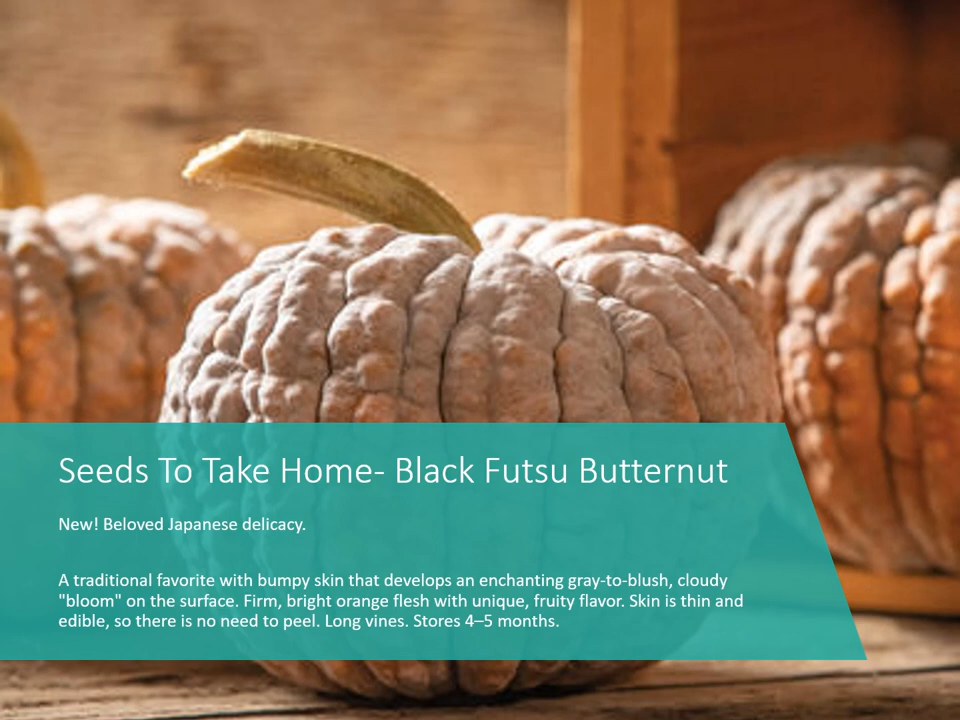 Seeds To Take Home- Black Futsu Butternut
New! Beloved Japanese delicacy.
A traditional favorite with bumpy skin that develops an enchanting gray-to-blush, cloudy
"bloom" on the surface. Firm, bright orange flesh with unique, fruity flavor. Skin is thin and
edible, so there is no need to peel. Long vines. Stores 4–5 months.